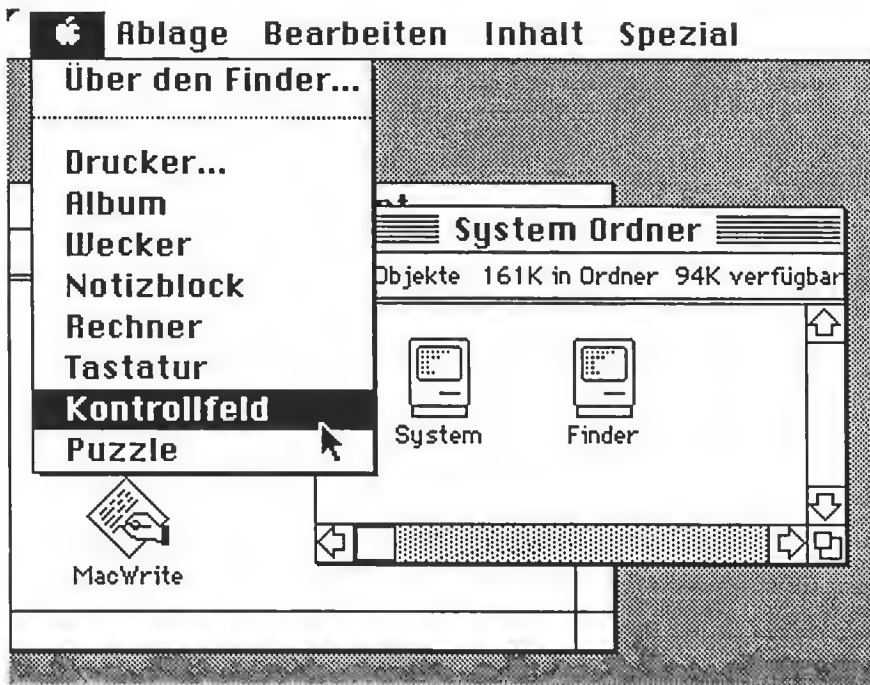 Ablage Bearbeiten Inhalt Spezial
Über den Finder...
Drucker...
Album
Wecker
Notizblock
Rechner
Tastatur
Kontrollfeld
Puzzle
System Ordner
Objekte 161K in Ordner 94K verfügbar
System
Finder
MacWrite